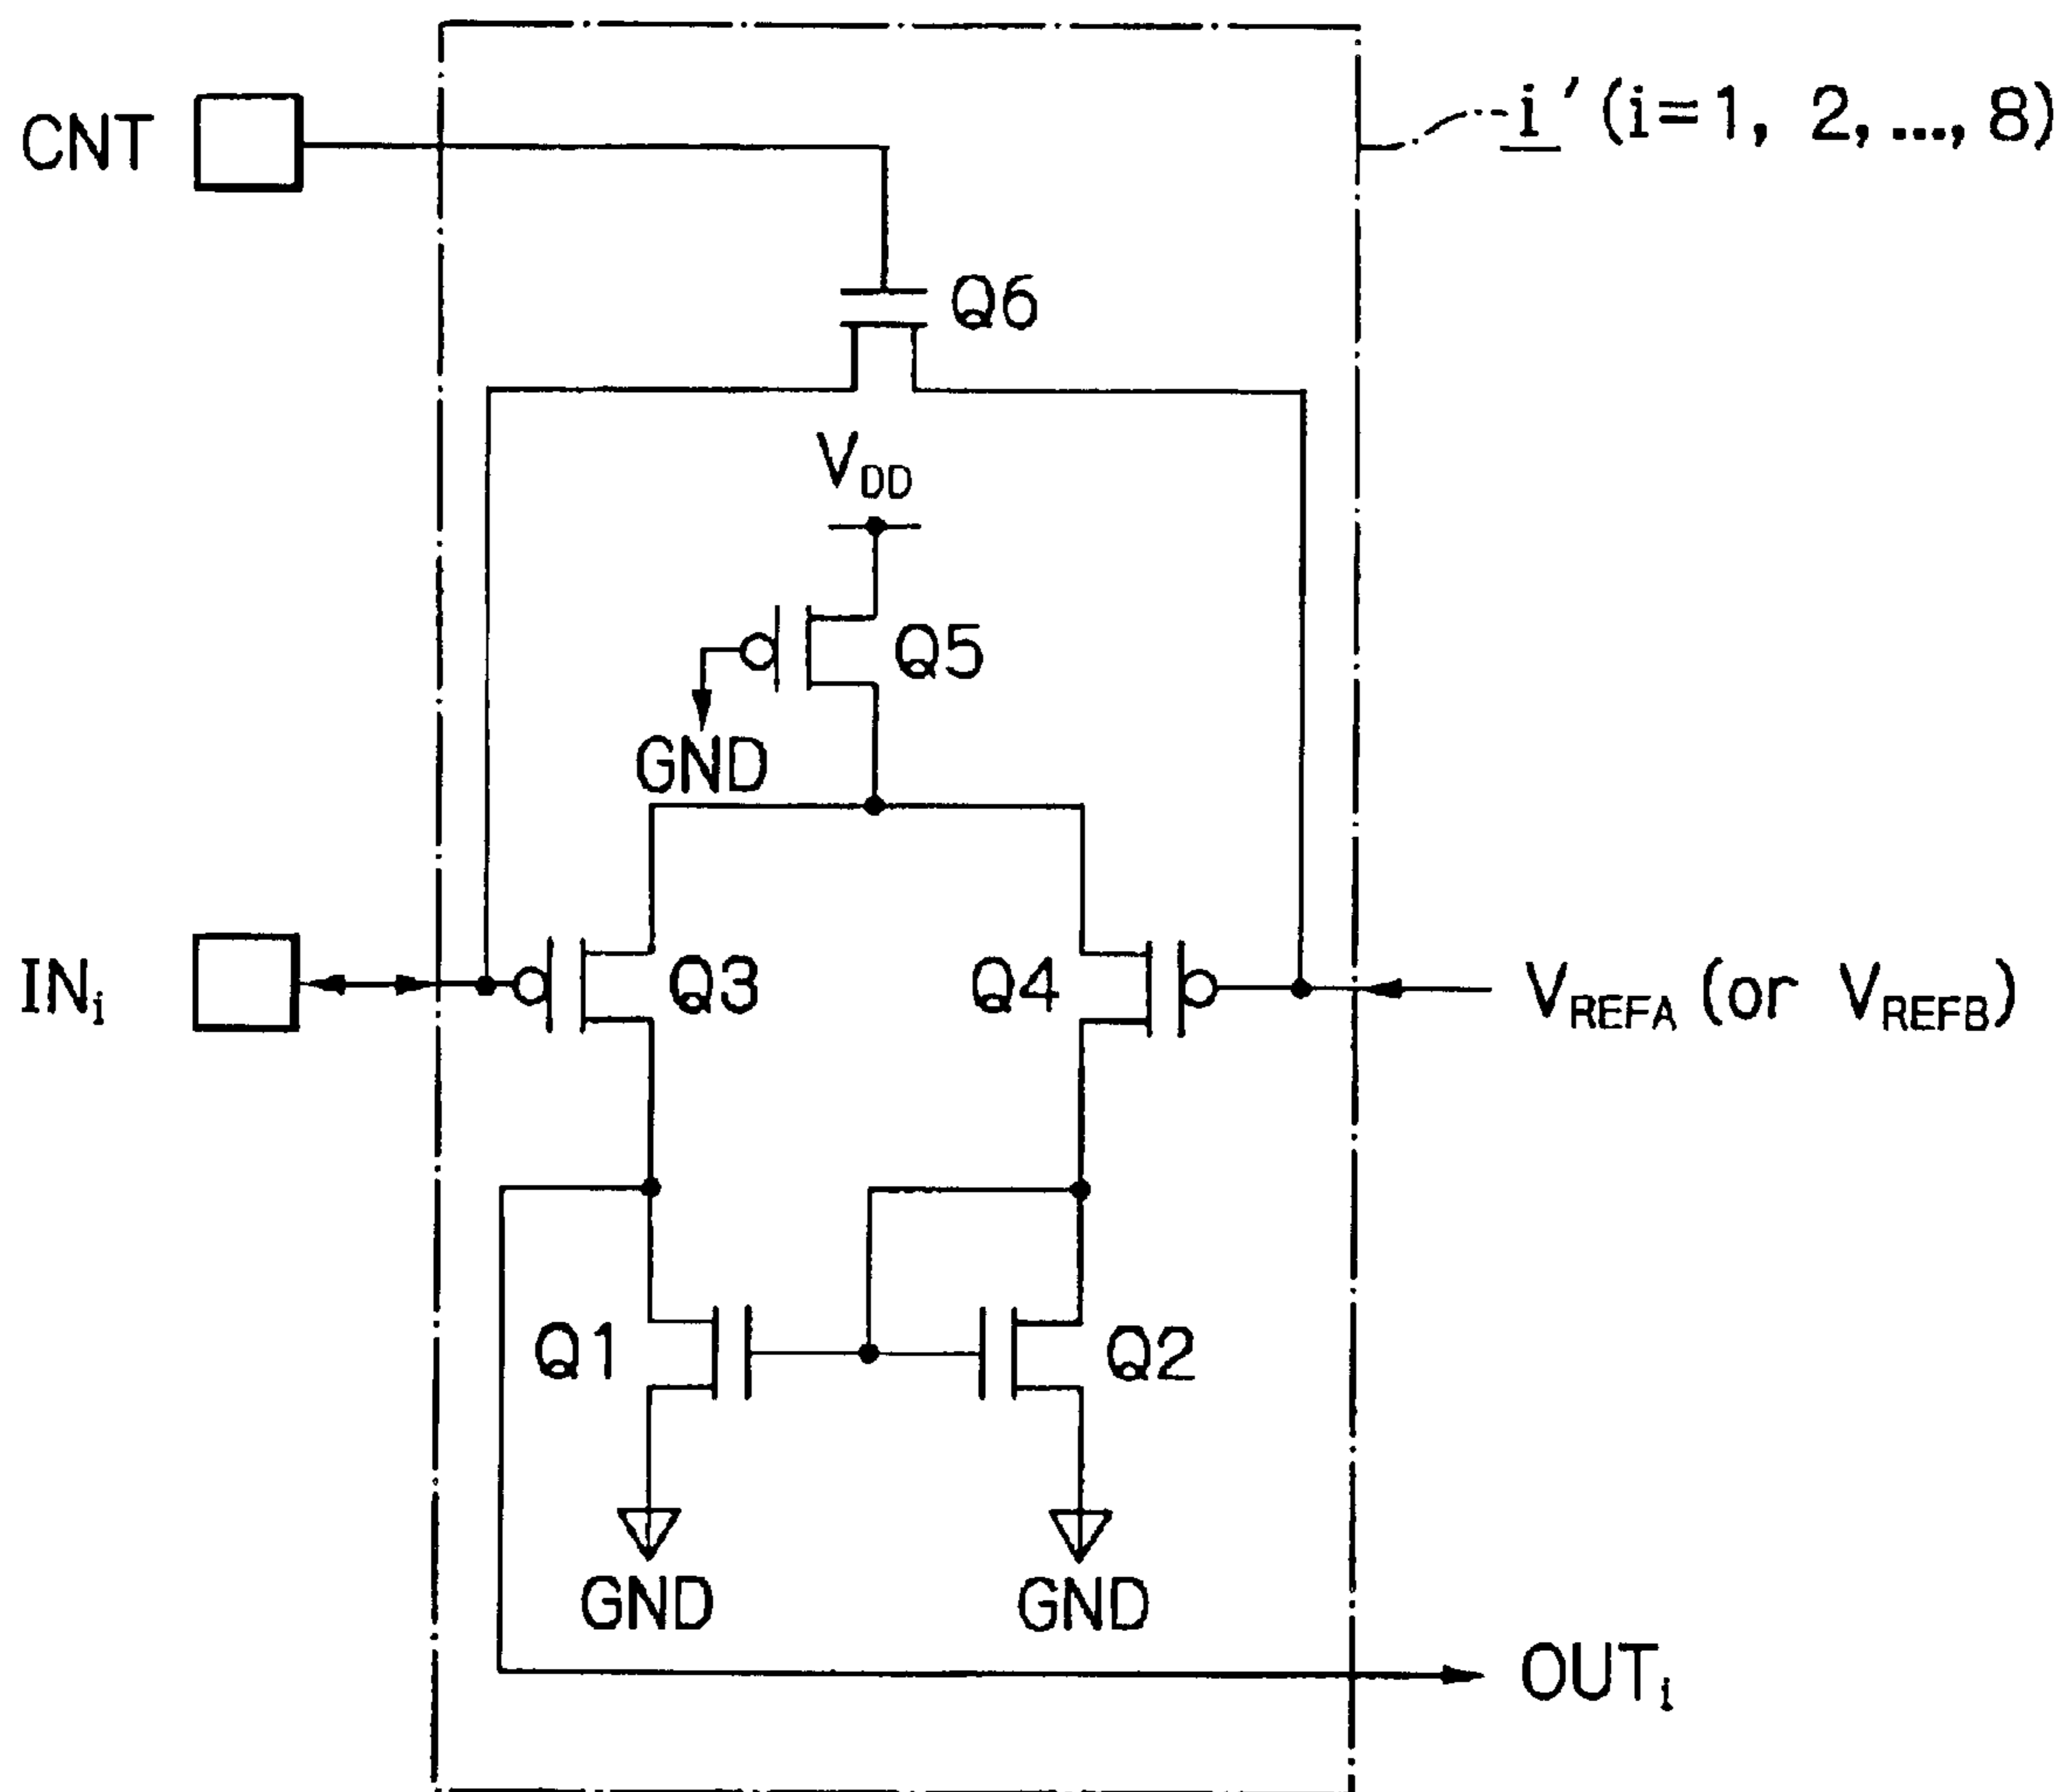 CNT
i' (i=1, 2, ..., 8)
Q6
VDD
Q5
GND
INi
Q3
Q4
VREFA (or VREFB)
Q1
Q2
GND
GND
OUTi